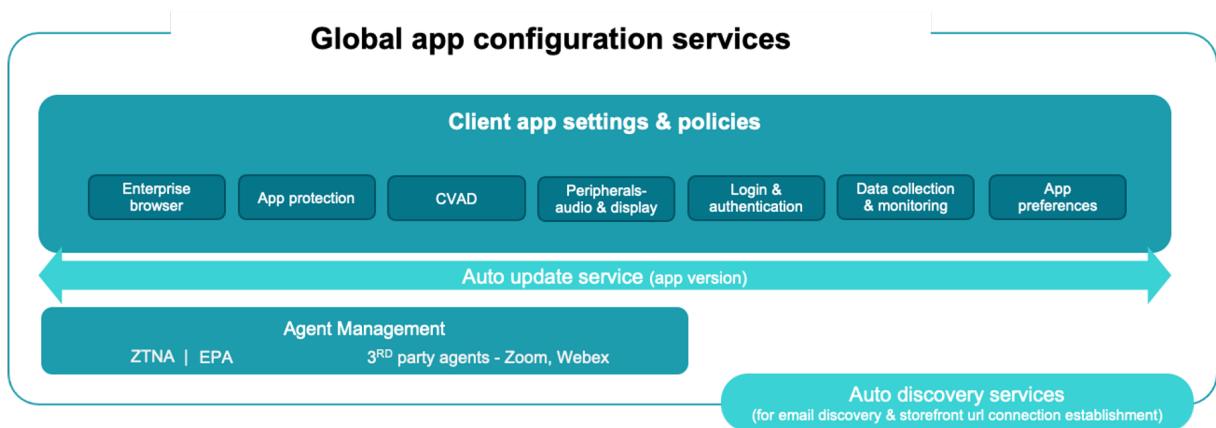 Global app configuration services
Client app settings & policies
Enterprise
browser
App protection
CVAD
Peripherals-
audio & display
Login &
authentication
Data collection
& monitoring
App
preferences
Auto update service (app version)
Agent Management
ZTNA | EPA
3RD party agents - Zoom, Webex
Auto discovery services
(for email discovery & storefront url connection establishment)